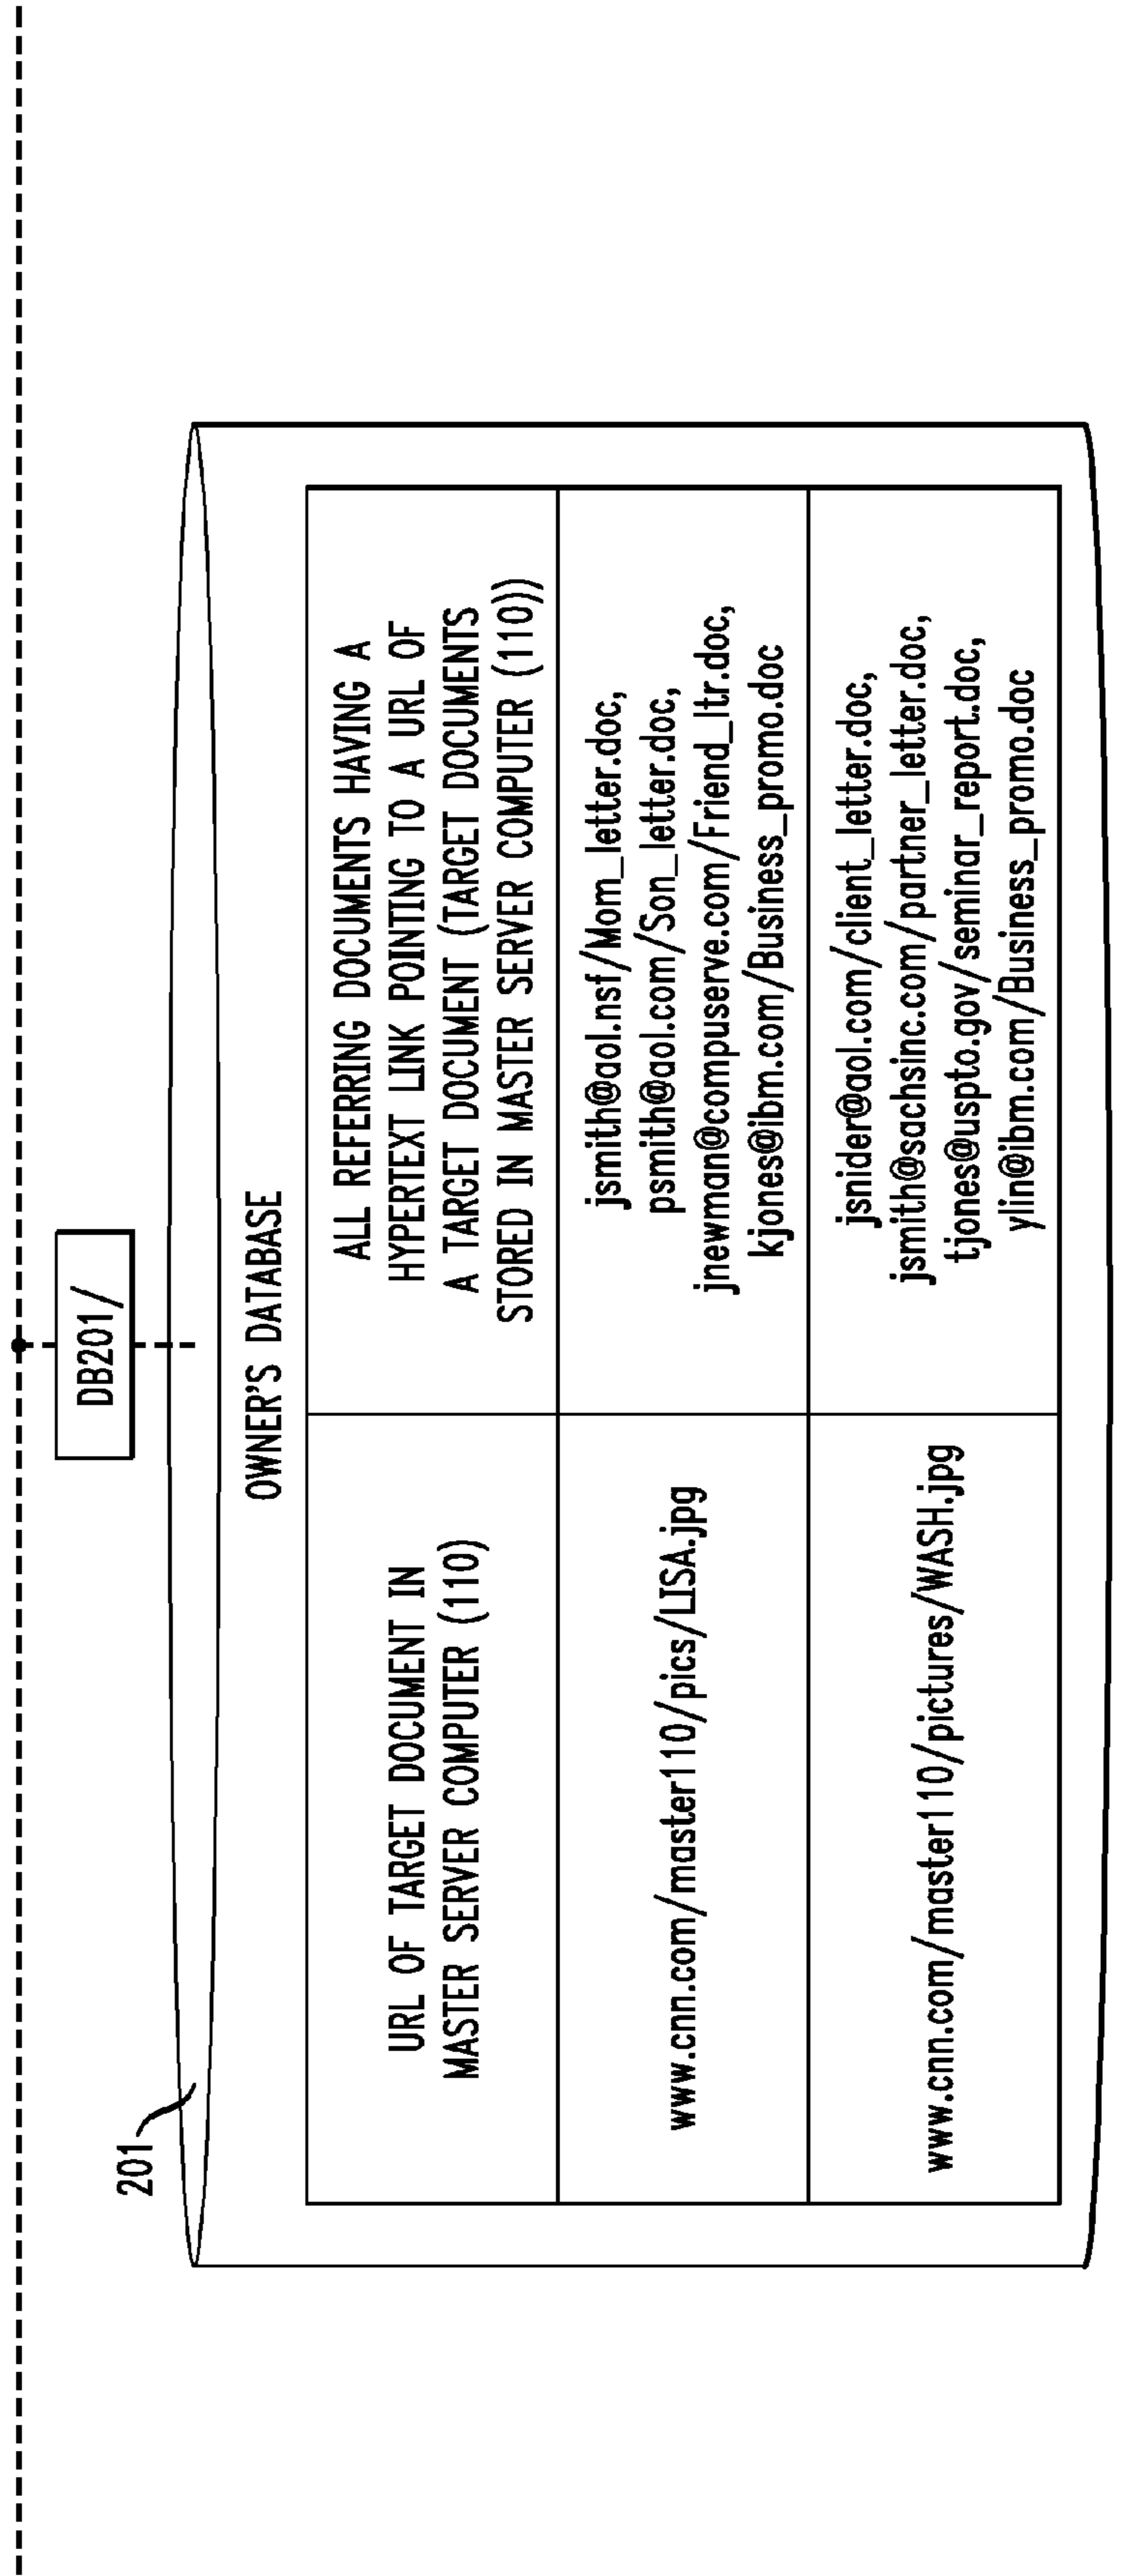 DB201/
201
OWNER'S DATABASE
URL OF TARGET DOCUMENT IN
MASTER SERVER COMPUTER (110)
ALL REFERRING DOCUMENTS HAVING A
HYPERTEXT LINK POINTING TO A URL OF
A TARGET DOCUMENT (TARGET DOCUMENTS
STORED IN MASTER SERVER COMPUTER (110))
www.cnn.com/master110/pics/LISA.jpg
jsmith@aol.nsf/Mom_letter.doc,
psmith@aol.com/Son_letter.doc,
jnewman@compuserve.com/Friend_ltr.doc,
kjones@ibm.com/Business_promo.doc
www.cnn.com/master110/pictures/WASH.jpg
jsnider@aol.com/client_letter.doc,
jsmith@sachsinc.com/partner_letter.doc,
tjones@uspto.gov/seminar_report.doc,
ylin@ibm.com/Business_promo.doc